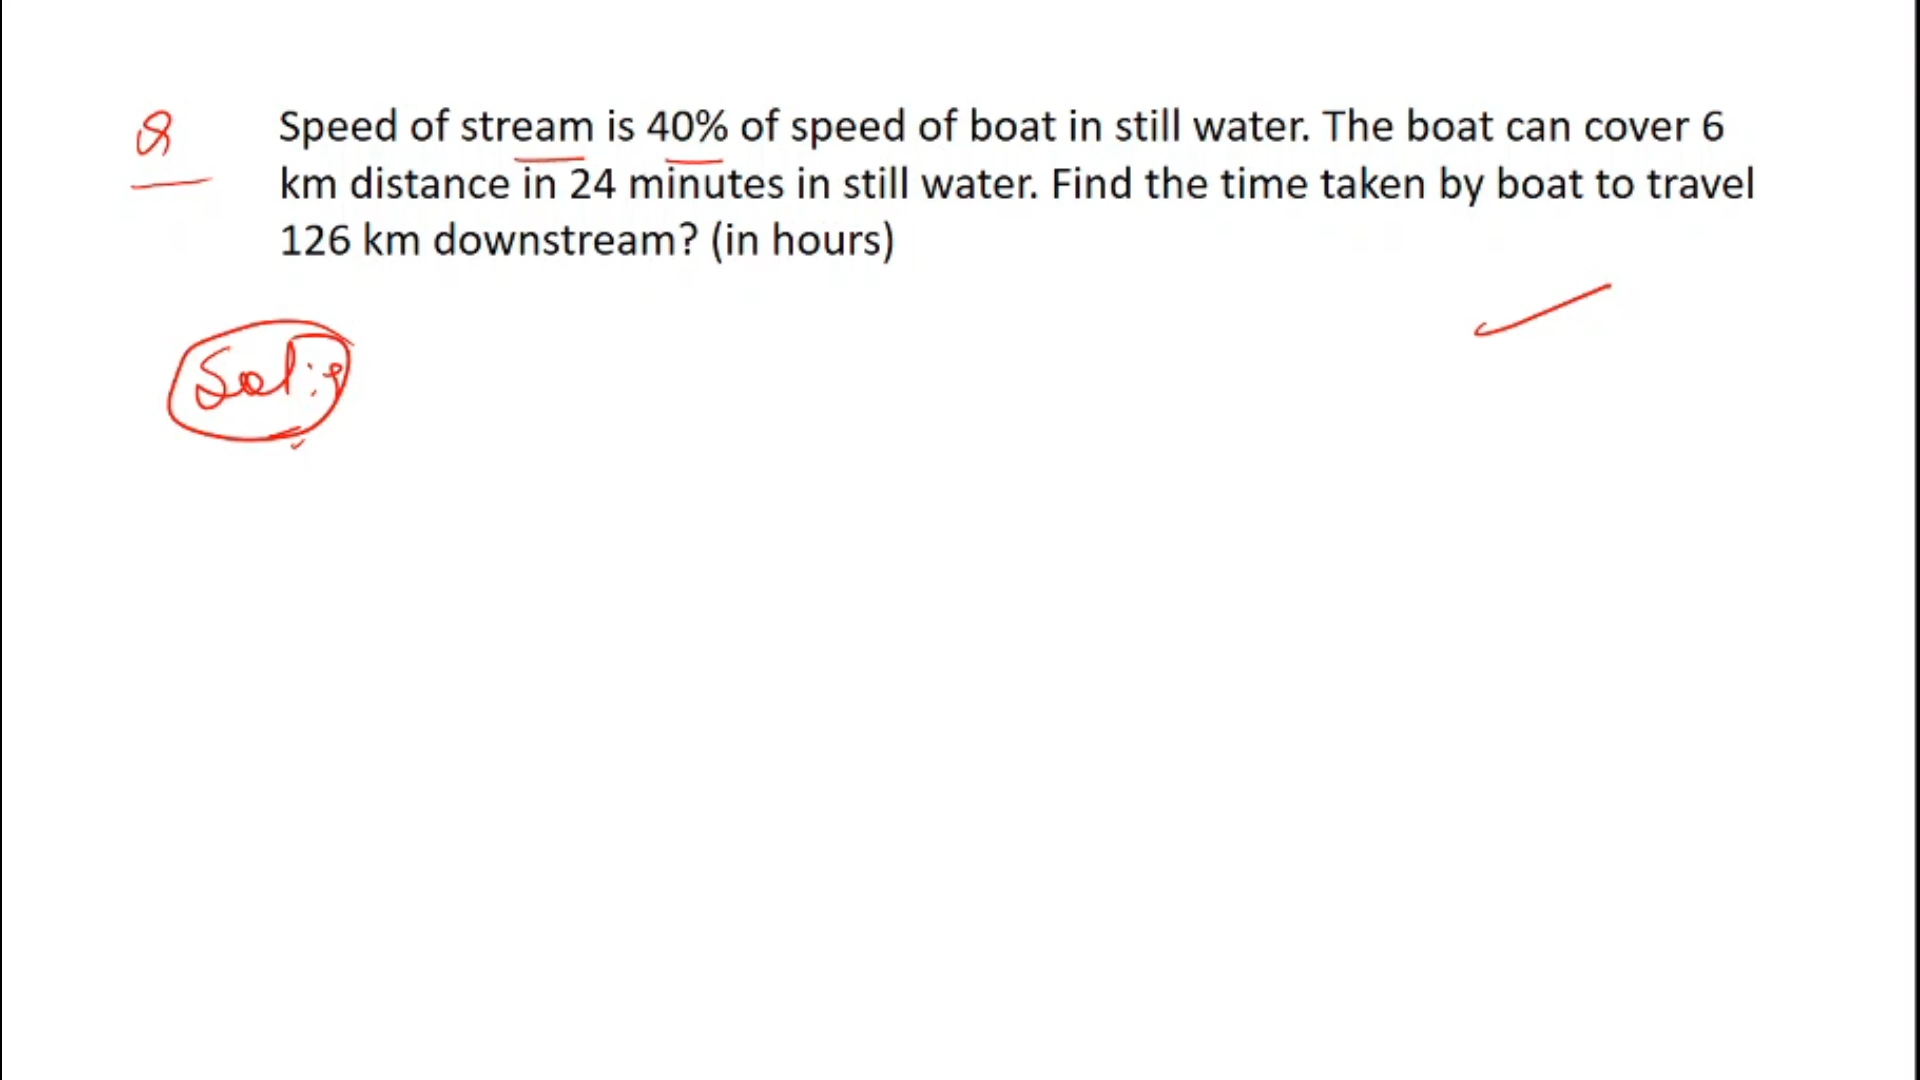 Q
Speed of stream is 40% of speed of boat in still water. The boat can cover 6
km distance in 24 minutes in still water. Find the time taken by boat to travel
126 km downstream? (in hours)